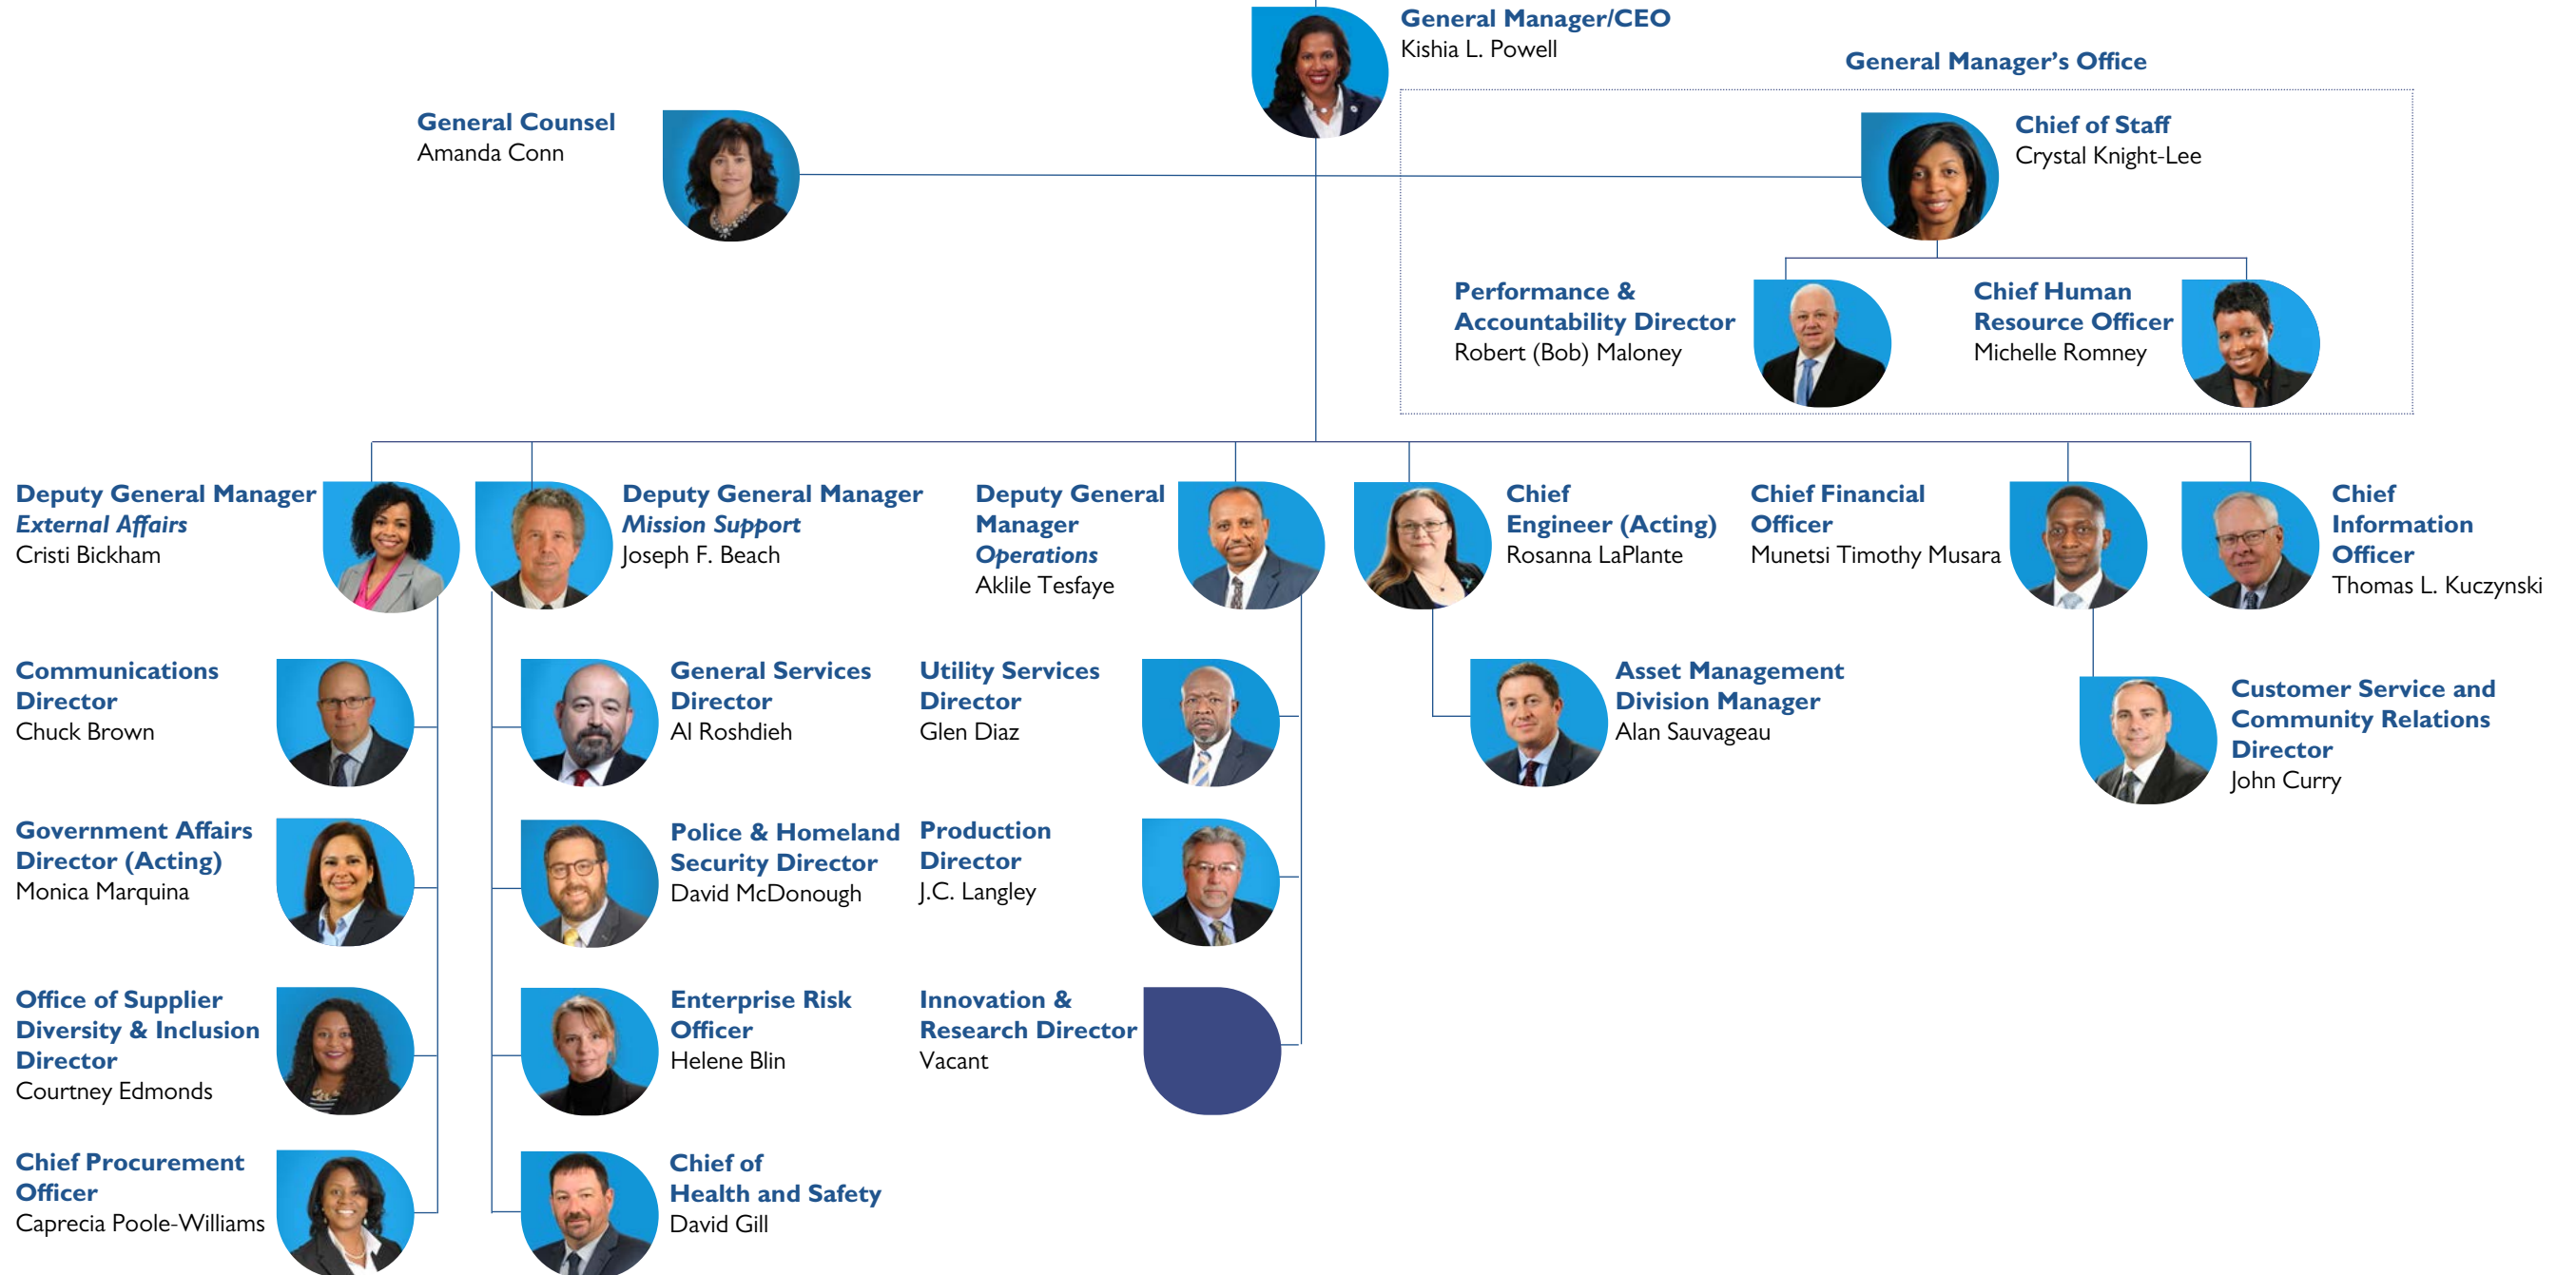 General Manager/CEO
Kishia L. Powell
General Manager’s Office
General Counsel
Amanda Conn
Chief of Staff
Crystal Knight-Lee
Performance &
Accountability Director
Robert (Bob) Maloney
Chief Human
Resource Officer
Michelle Romney
Deputy General Manager
External Affairs
Cristi Bickham
Deputy General Manager
Mission Support
Joseph F. Beach
Deputy General
Manager
Operations
Aklile Tesfaye
Chief
Engineer (Acting)
Rosanna LaPlante
Chief Financial
Officer
Munetsi Timothy Musara
Chief
Information
Officer
Thomas L. Kuczynski
Communications
Director
Chuck Brown
General Services
Director
Al Roshdieh
Utility Services
Director
Glen Diaz
Asset Management
Division Manager
Alan Sauvageau
Customer Service and
Community Relations
Director
John Curry
Government Affairs
Director (Acting)
Monica Marquina
Police & Homeland
Security Director
David McDonough
Production
Director
J.C. Langley
Office of Supplier
Diversity & Inclusion
Director
Courtney Edmonds
Enterprise Risk
Officer
Helene Blin
Innovation &
Research Director
Vacant
Chief Procurement
Officer
Caprecia Poole-Williams
Chief of
Health and Safety
David Gill